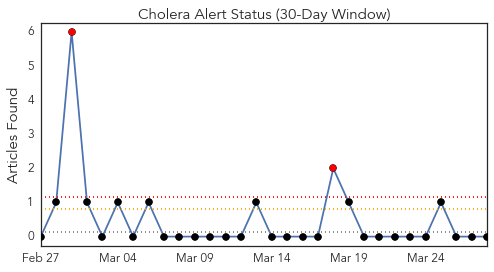 Cholera Alert Status (30-Day Window)
Articles Found
6
5
4
3
2
1
0
Feb 27 Mar 04 Mar 09 Mar 14 Mar 19 Mar 24